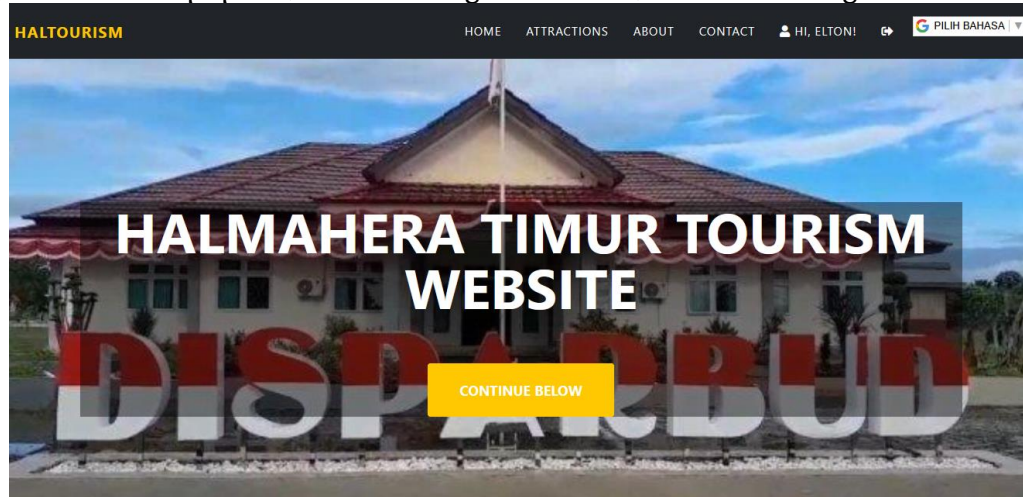 HALTOURISM
HOME ATTRACTIONS ABOUT CONTACT HI, ELTON! G PILIH BAHASA ▼
HALMAHERA TIMUR TOURISM
WEBSITE
CONTINUE BELOW
DISPARBUD